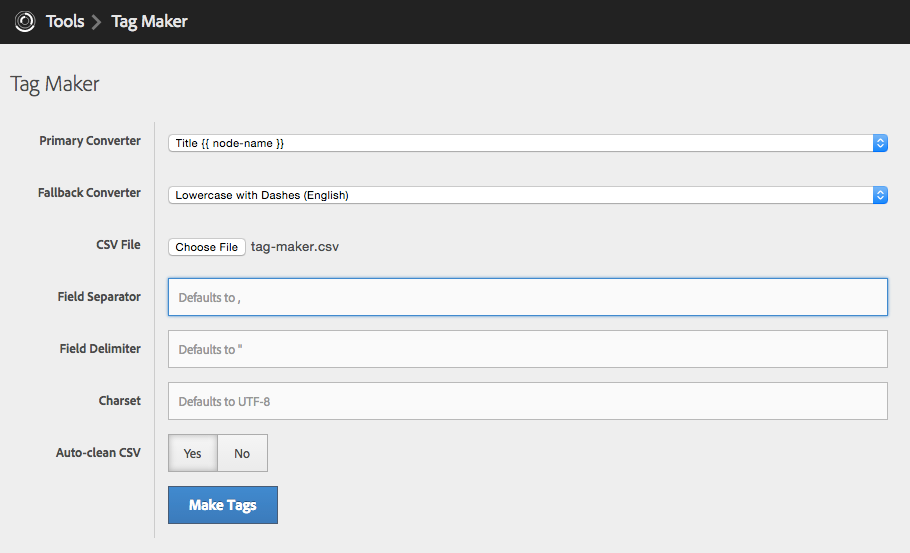 Tools > Tag Maker
Tag Maker
Primary Converter Title {{ node-name }}
Fallback Converter Lowercase with Dashes (English)
CSV File Choose File tag-maker.csv
Field Separator Defaults to ,
Field Delimiter Defaults to "
Charset Defaults to UTF-8
Auto-clean CSV Yes No
Make Tags